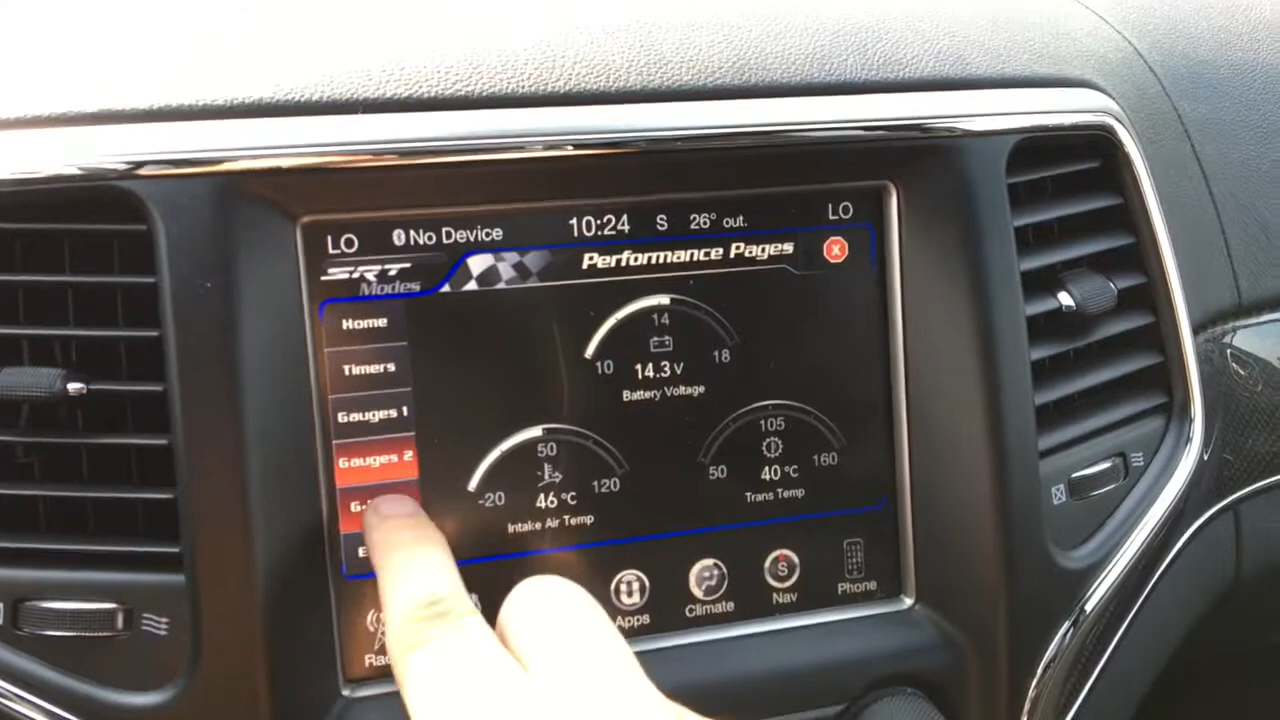 LO No Device 10:24 S 26° out. LO
SRT
Modes
Performance Pages
X
Home
Timers
Gauges 1
Gauges 2
14
10 18
14.3 V
Battery Voltage
50
-20 120
46 °C
Intake Air Temp
105
50 160
40 °C
Trans Temp
Apps
Climate
S
Nav
Phone